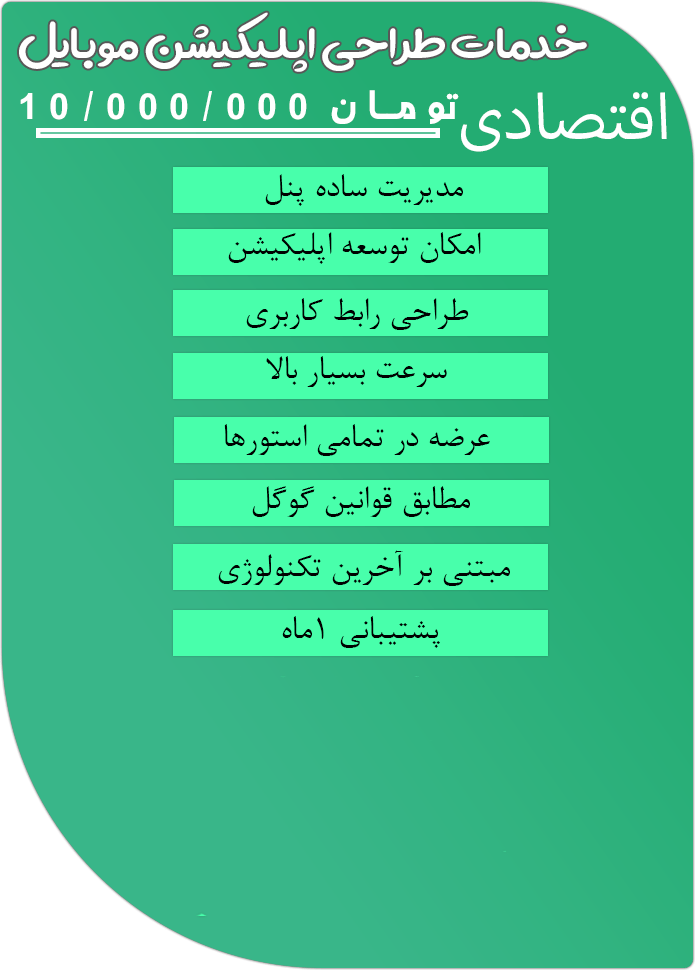 خدمات طراحی اپلیکیشن موبایل
اقتصادی تومان 10/000/000
مدیریت ساده پنل
امکان توسعه اپلیکیشن
طراحی رابط کاربری
سرعت بسیار بالا
عرضه در تمامی استورها
مطابق قوانین گوگل
مبتنی بر آخرین تکنولوژی
پشتیبانی ۱ماه